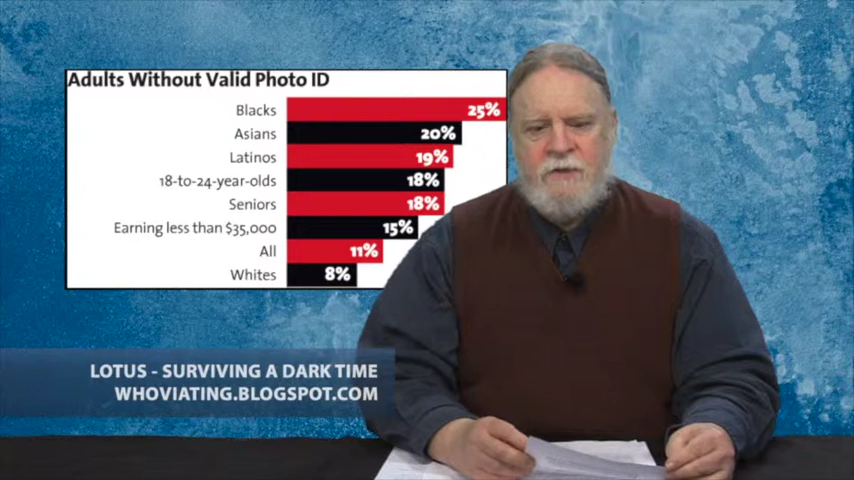 Adults Without Valid Photo ID
Blacks 25%
Asians 20%
Latinos 19%
18-to-24-year-olds 18%
Seniors 18%
Earning less than $35,000 15%
All 11%
Whites 8%
LOTUS - SURVIVING A DARK TIME
WHOVIATING.BLOGSPOT.COM